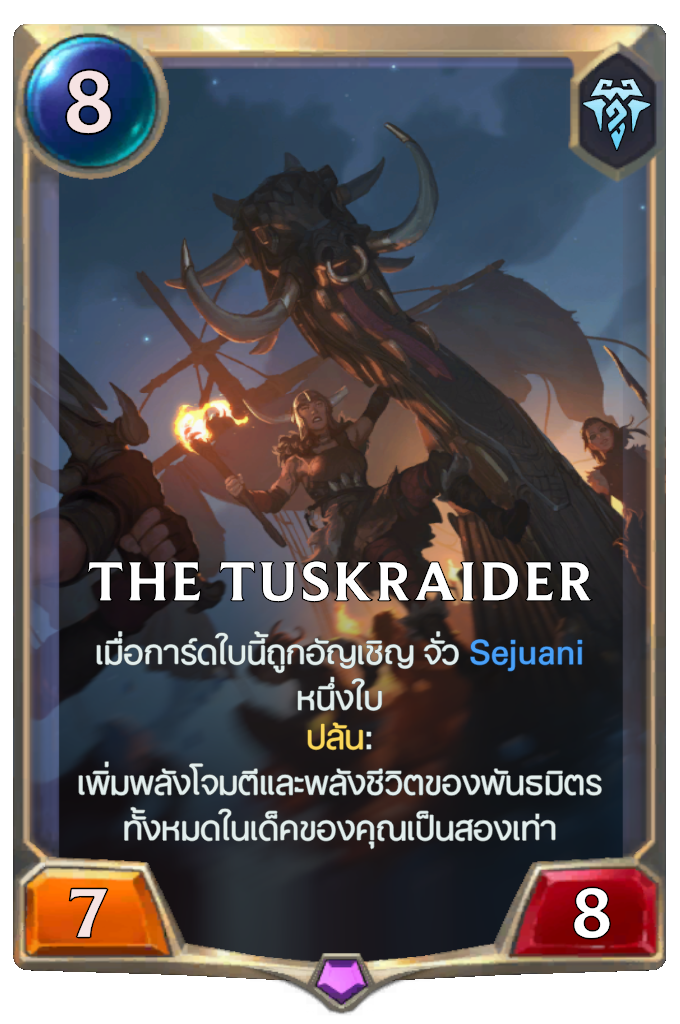 8
THE TUSKRAIDER
เมื่อการ์ดใบนี้ถูกอัญเชิญ จั่ว Sejuani
หนึ่งใบ
ปล้น:
เพิ่มพลังโจมตีและพลังชีวิตของพันธมิตร
ทั้งหมดในเด็คของคุณเป็นสองเท่า
7
8